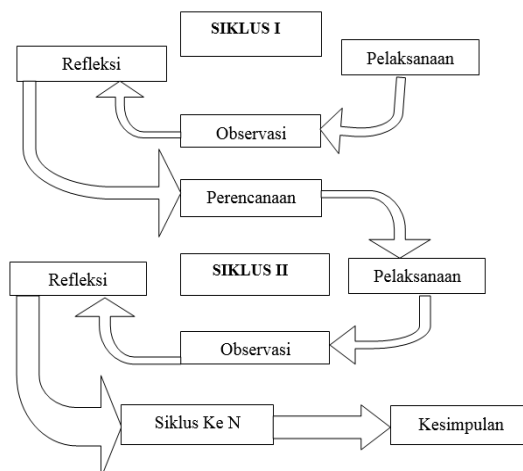 SIKLUS I
Refleksi
Pelaksanaan
Observasi
Perencanaan
Refleksi
SIKLUS II
Pelaksanaan
Observasi
Siklus Ke N
Kesimpulan